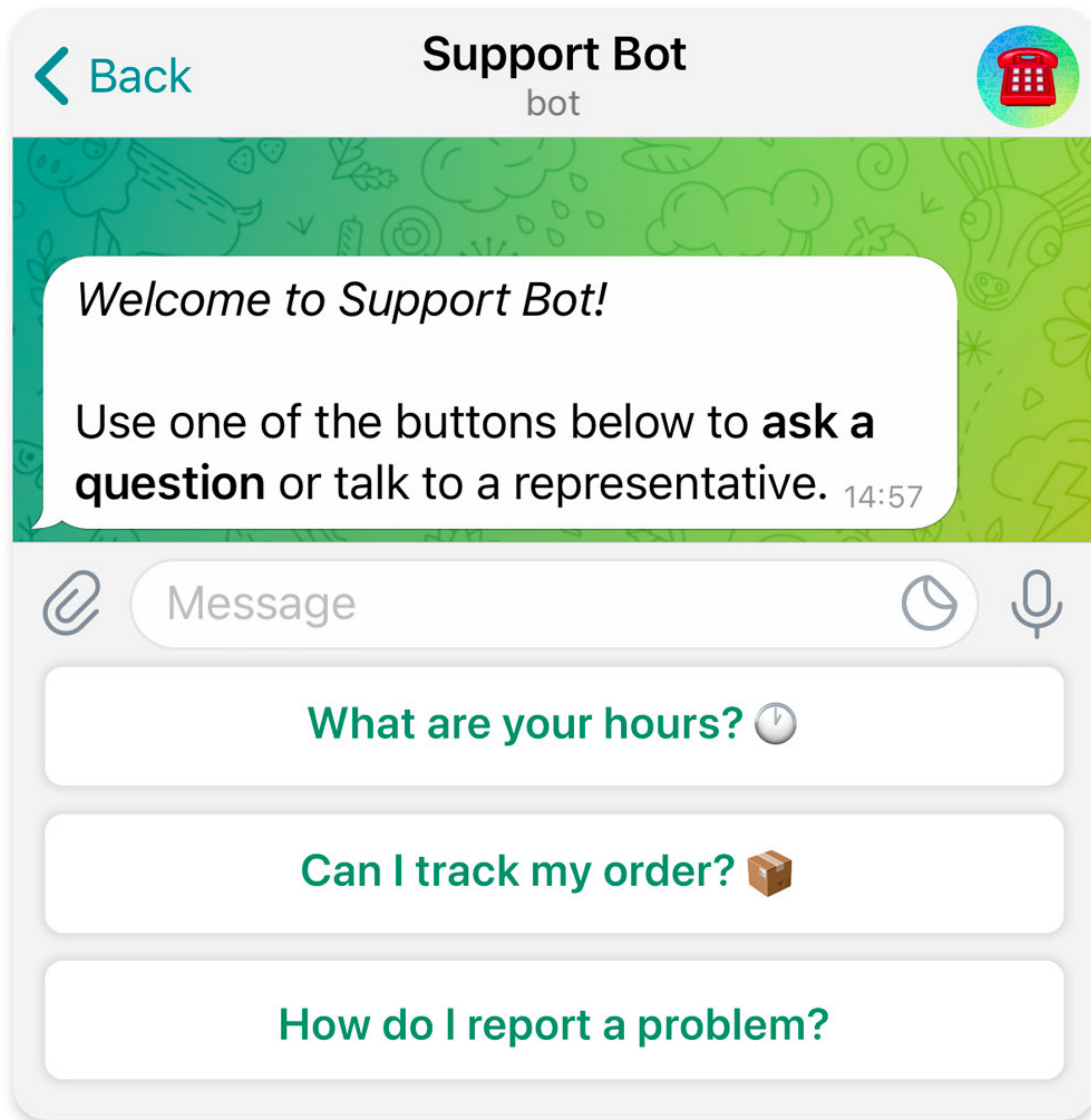 Back
Support Bot
bot
Welcome to Support Bot!
Use one of the buttons below to ask a
question or talk to a representative. 14:57
Message
What are your hours? 🕐
Can I track my order? 📦
How do I report a problem?